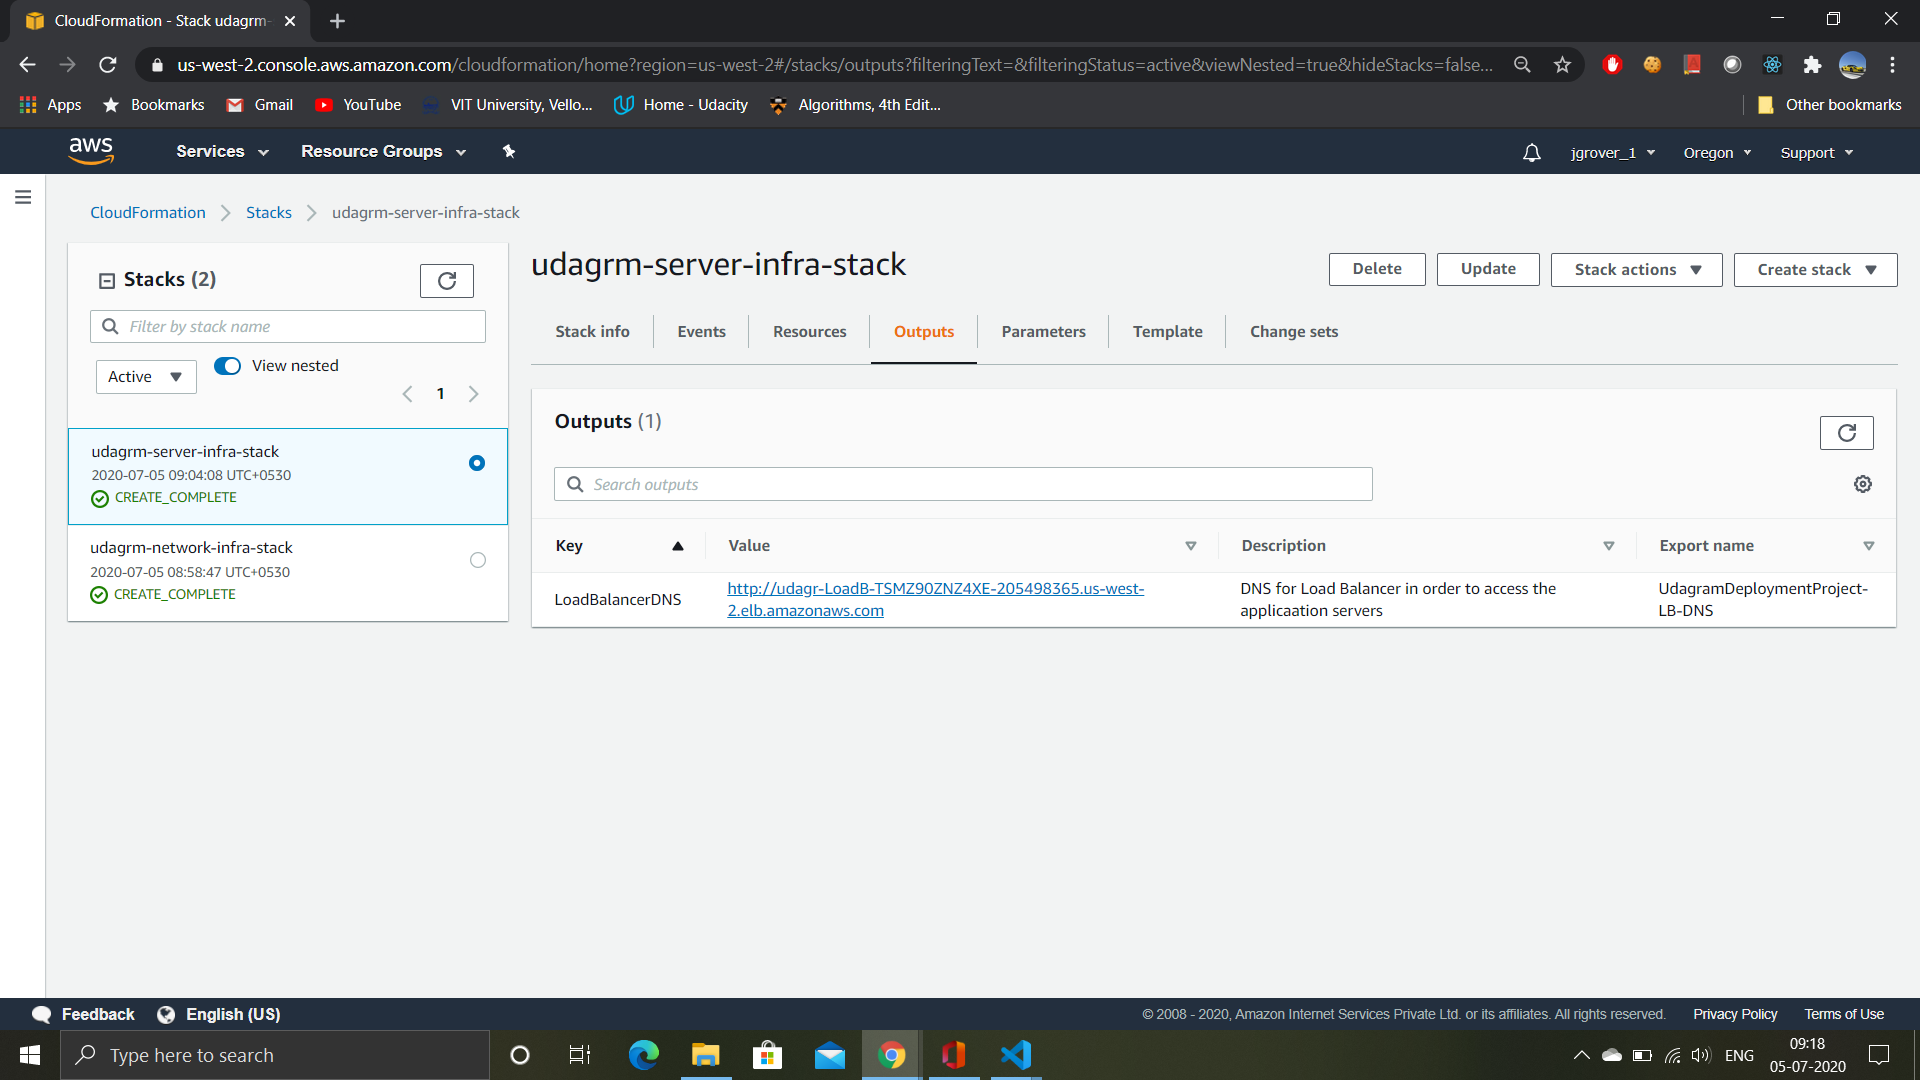 CloudFormation - Stack udagrm-
us-west-2.console.aws.amazon.com/cloudformation/home?region=us-west-2#/stacks/outputs?filteringText=&filteringStatus=active&viewNested=true&hideStacks=false...
Apps Bookmarks Gmail YouTube VIT University, Vello... Home - Udacity Algorithms, 4th Edit... Other bookmarks
aws Services Resource Groups jgrover_1 Oregon Support
CloudFormation Stacks udagrm-server-infra-stack
Stacks (2)
Filter by stack name
Active View nested
1
udagrm-server-infra-stack
2020-07-05 09:04:08 UTC+0530
CREATE_COMPLETE
udagrm-network-infra-stack
2020-07-05 08:58:47 UTC+0530
CREATE_COMPLETE
udagrm-server-infra-stack
Delete Update Stack actions Create stack
Stack info Events Resources Outputs Parameters Template Change sets
Outputs (1)
Search outputs
Key Value Description Export name
LoadBalancerDNS
http://udagr-LoadB-TSMZ90ZNZ4XE-205498365.us-west-
2.elb.amazonaws.com
DNS for Load Balancer in order to access the
applicaation servers
UdagramDeploymentProject-
LB-DNS
Feedback English (US) © 2008 - 2020, Amazon Internet Services Private Ltd. or its affiliates. All rights reserved. Privacy Policy Terms of Use
Type here to search
ENG
09:18
05-07-2020